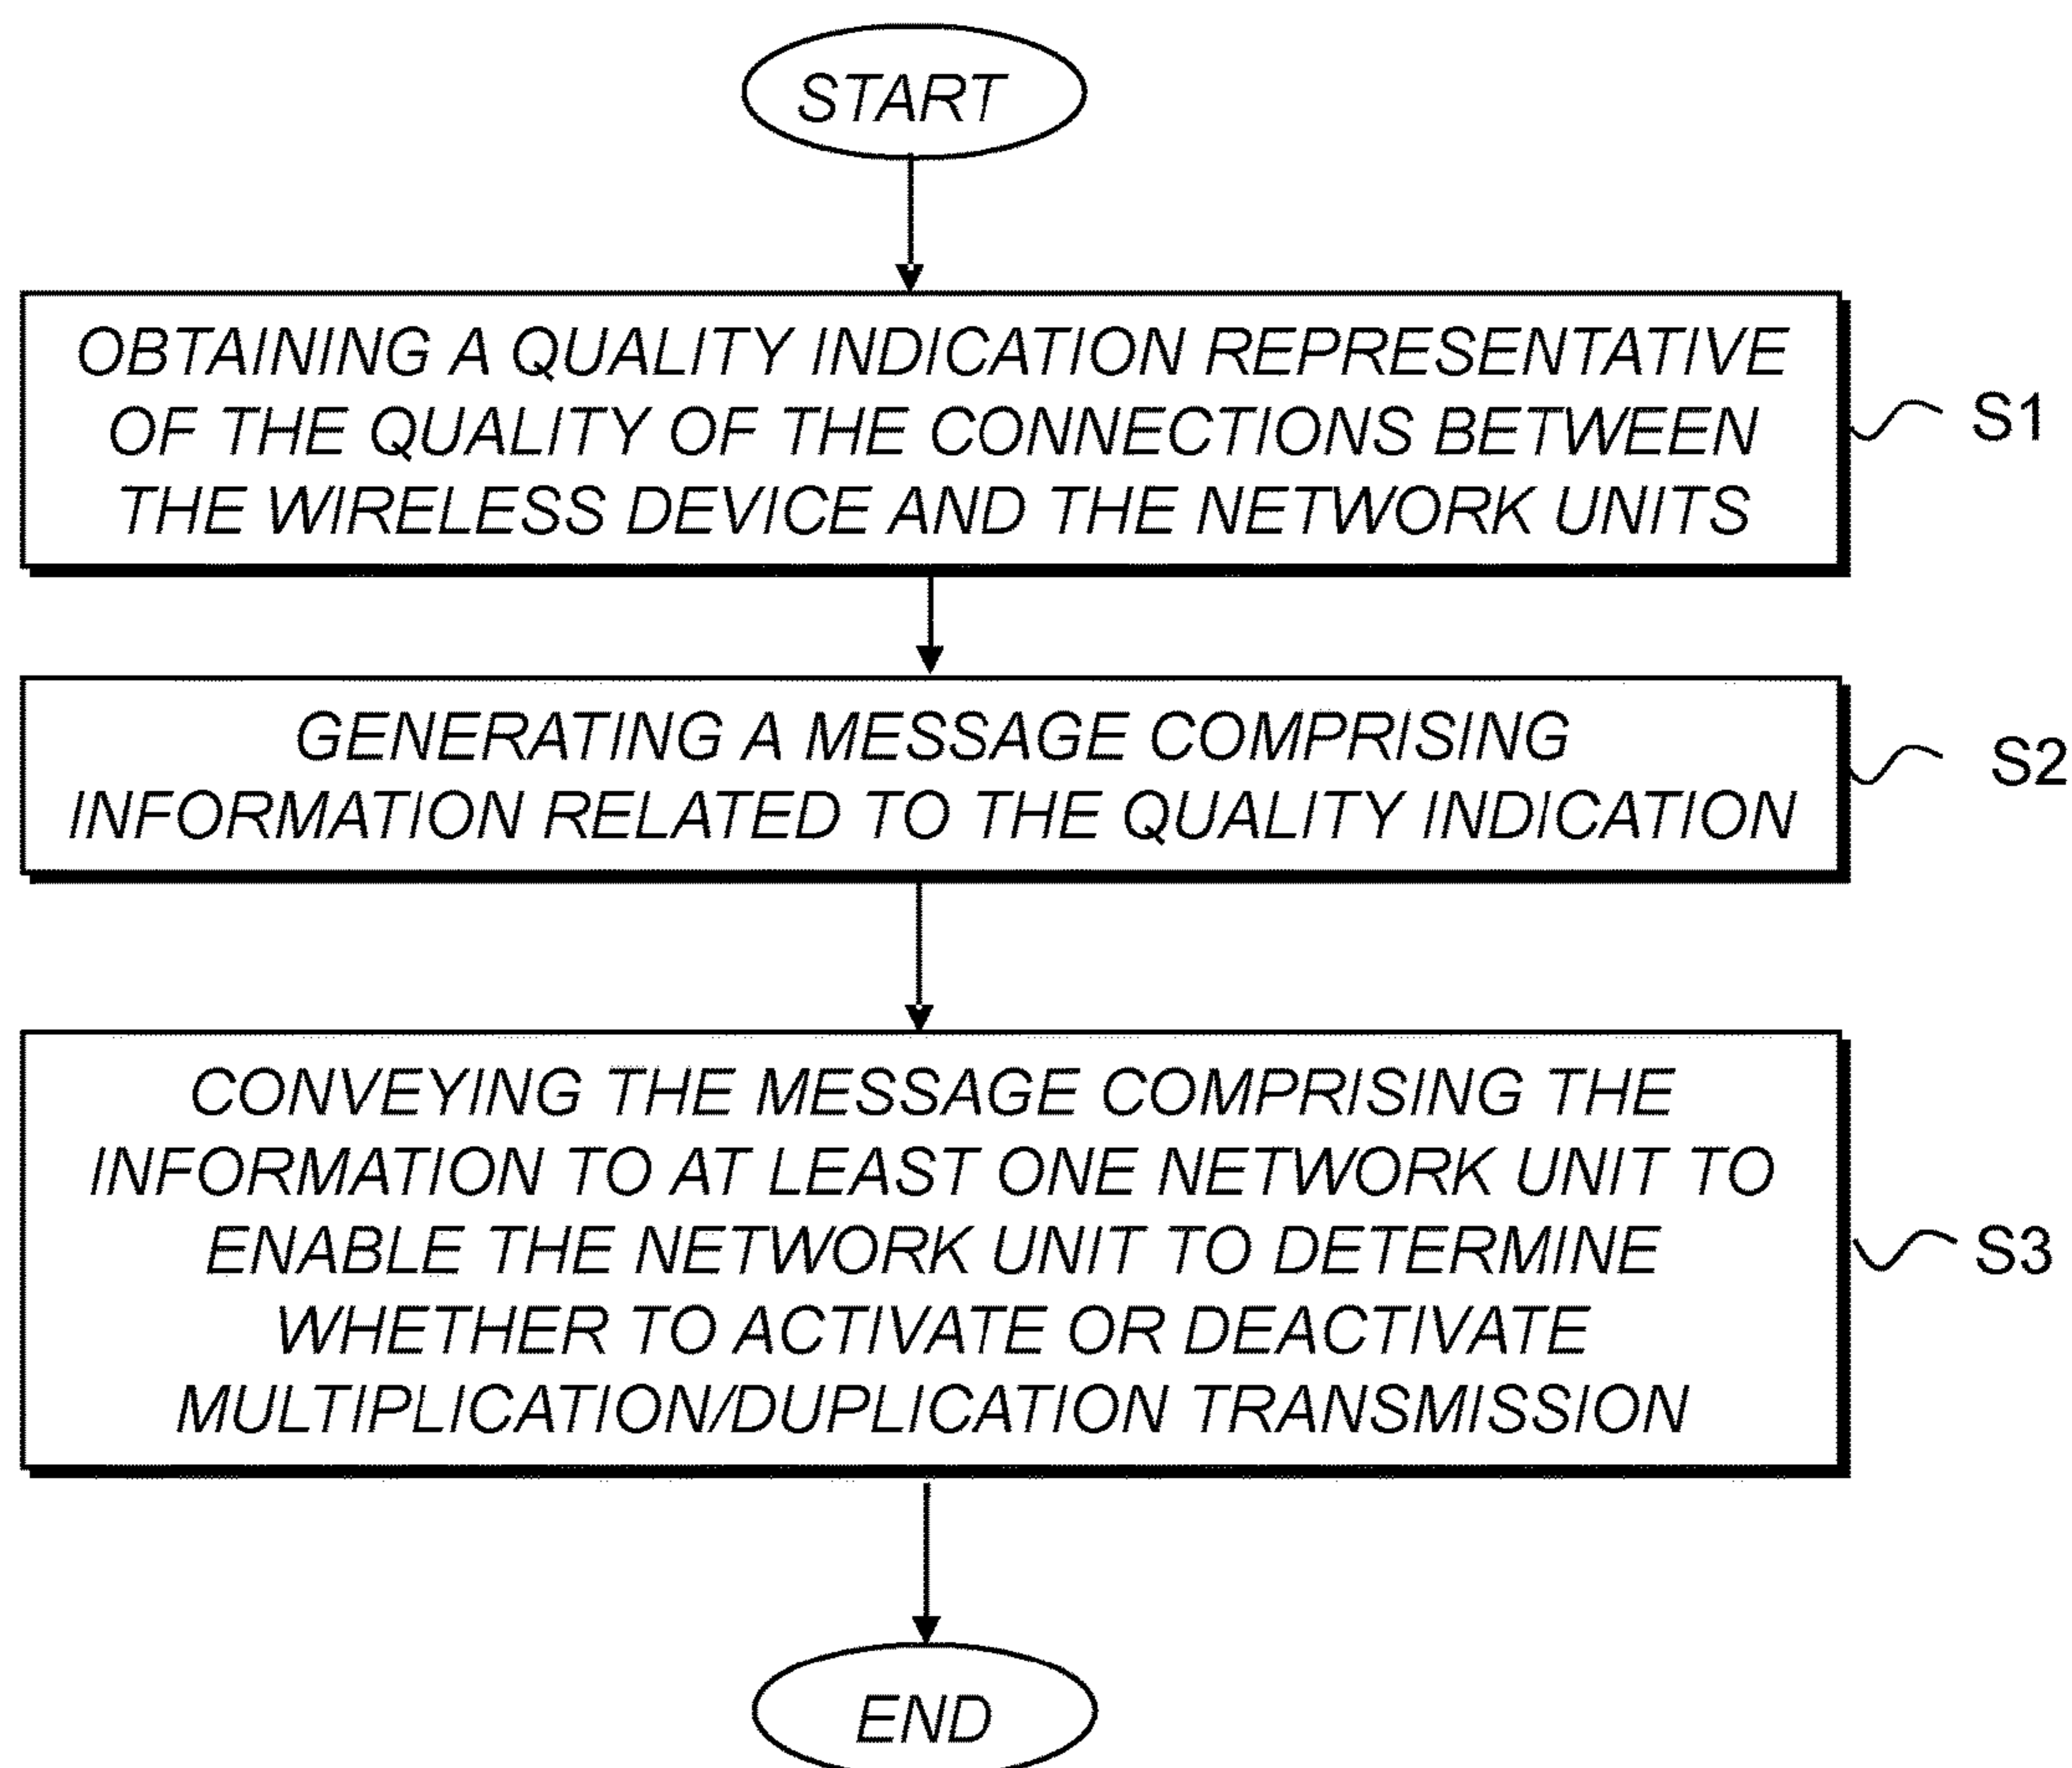 START
OBTAINING A QUALITY INDICATION REPRESENTATIVE
OF THE QUALITY OF THE CONNECTIONS BETWEEN
THE WIRELESS DEVICE AND THE NETWORK UNITS
S1
GENERATING A MESSAGE COMPRISING
INFORMATION RELATED TO THE QUALITY INDICATION
S2
CONVEYING THE MESSAGE COMPRISING THE
INFORMATION TO AT LEAST ONE NETWORK UNIT TO
ENABLE THE NETWORK UNIT TO DETERMINE
WHETHER TO ACTIVATE OR DEACTIVATE
MULTIPLICATION/DUPLICATION TRANSMISSION
S3
END